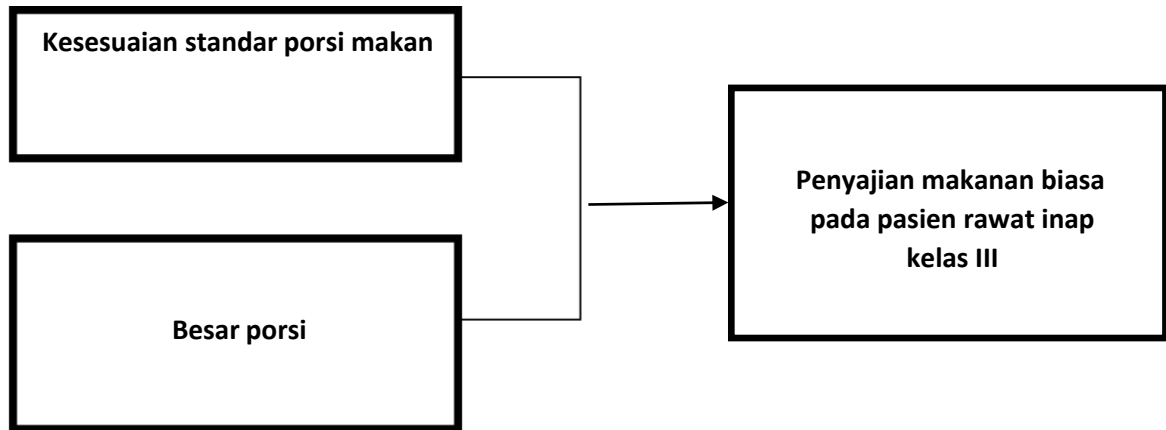 Kesesuaian standar porsi makan
Penyajian makanan biasa
pada pasien rawat inap
kelas III
Besar porsi